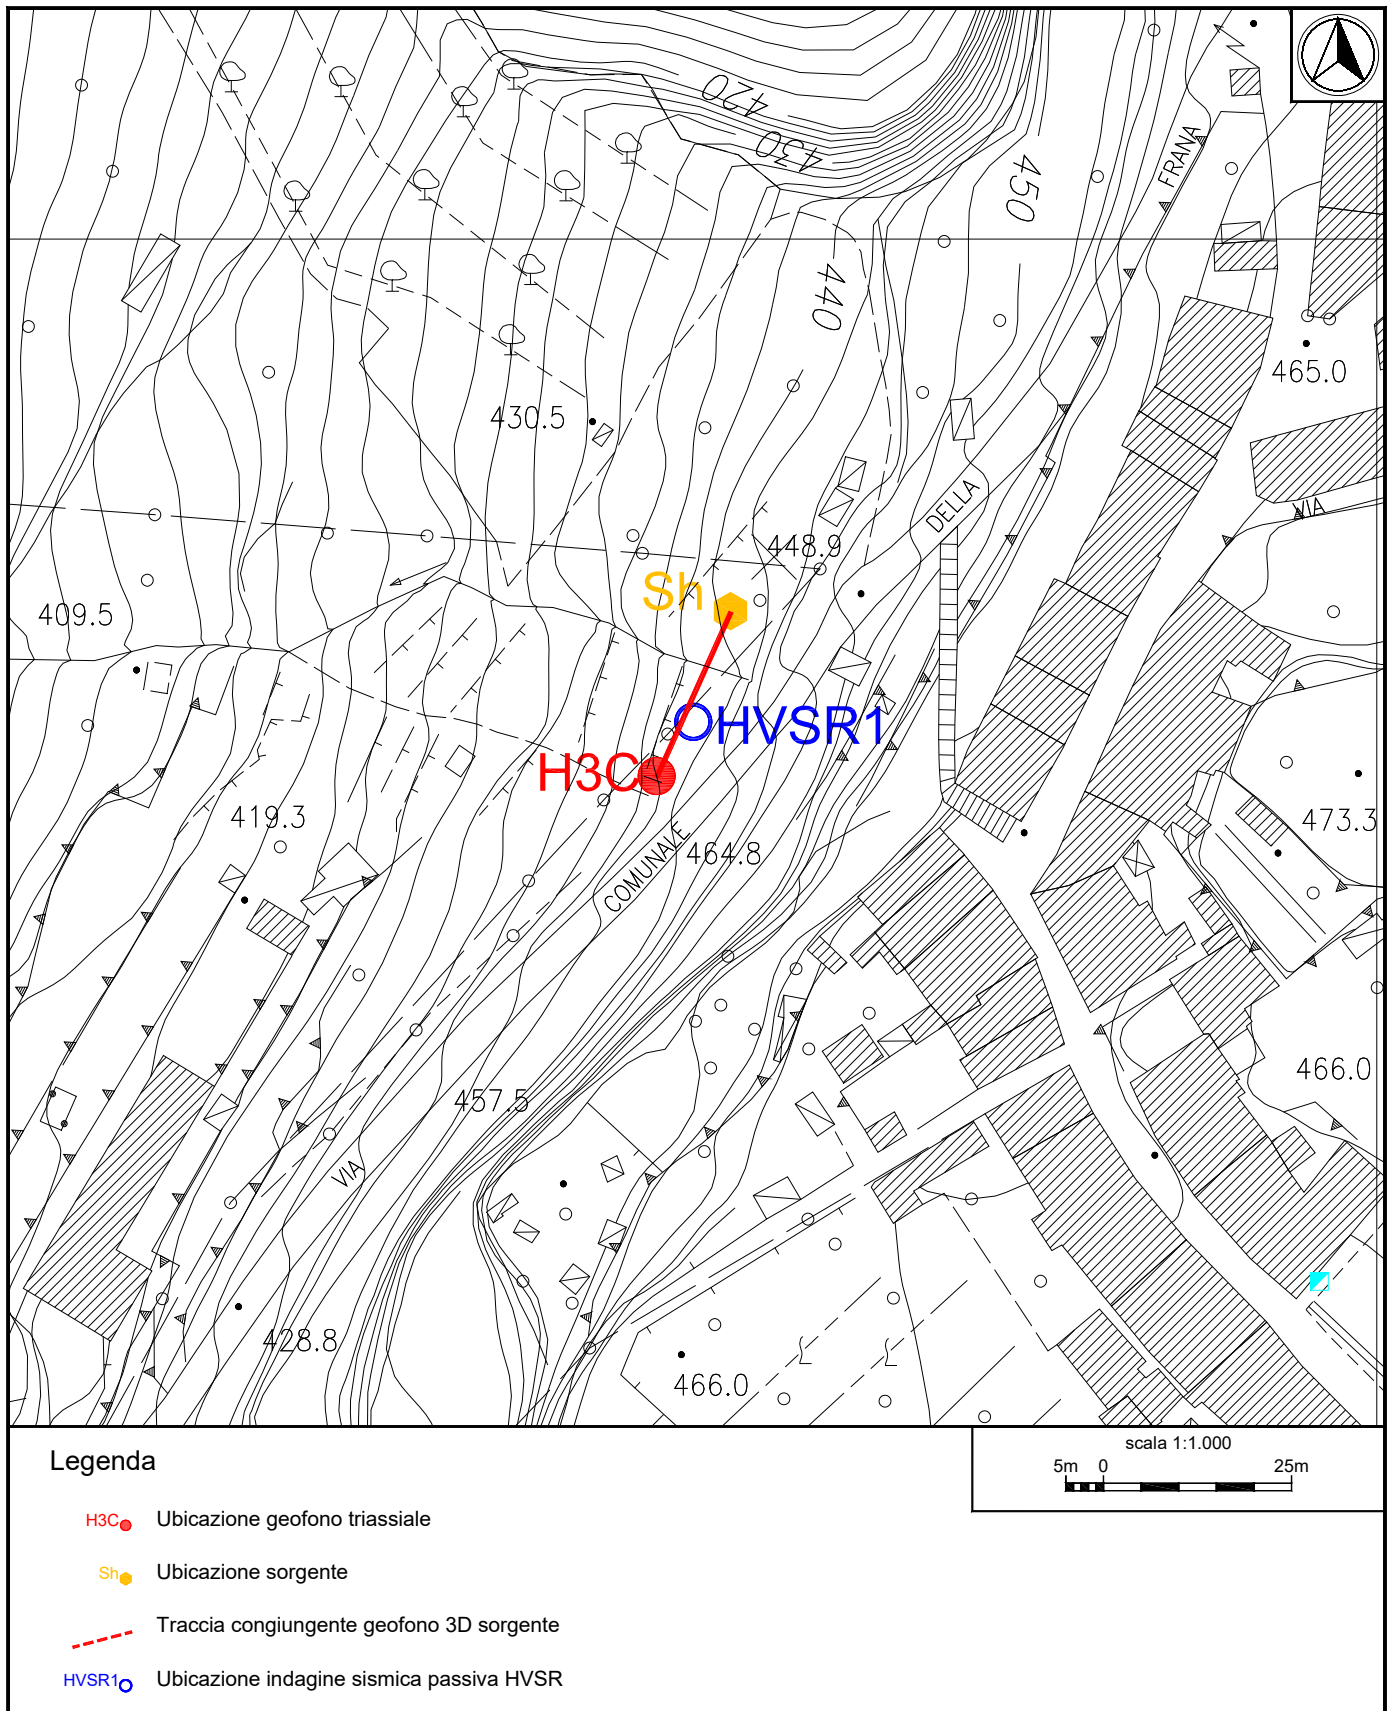 420
430
FRANA
450
440
465.0
430.5
VIA
DELLA
448.9
Sh
409.5
HVSR1
H3C
473.3
419.3
COMUNALE
464.8
466.0
457.5
VIA
428.8
466.0
Legenda
scala 1:1.000
5m 0 25m
H3C Ubicazione geofono triassiale
Sh Ubicazione sorgente
Traccia congiungente geofono 3D sorgente
HVSR1 Ubicazione indagine sismica passiva HVSR